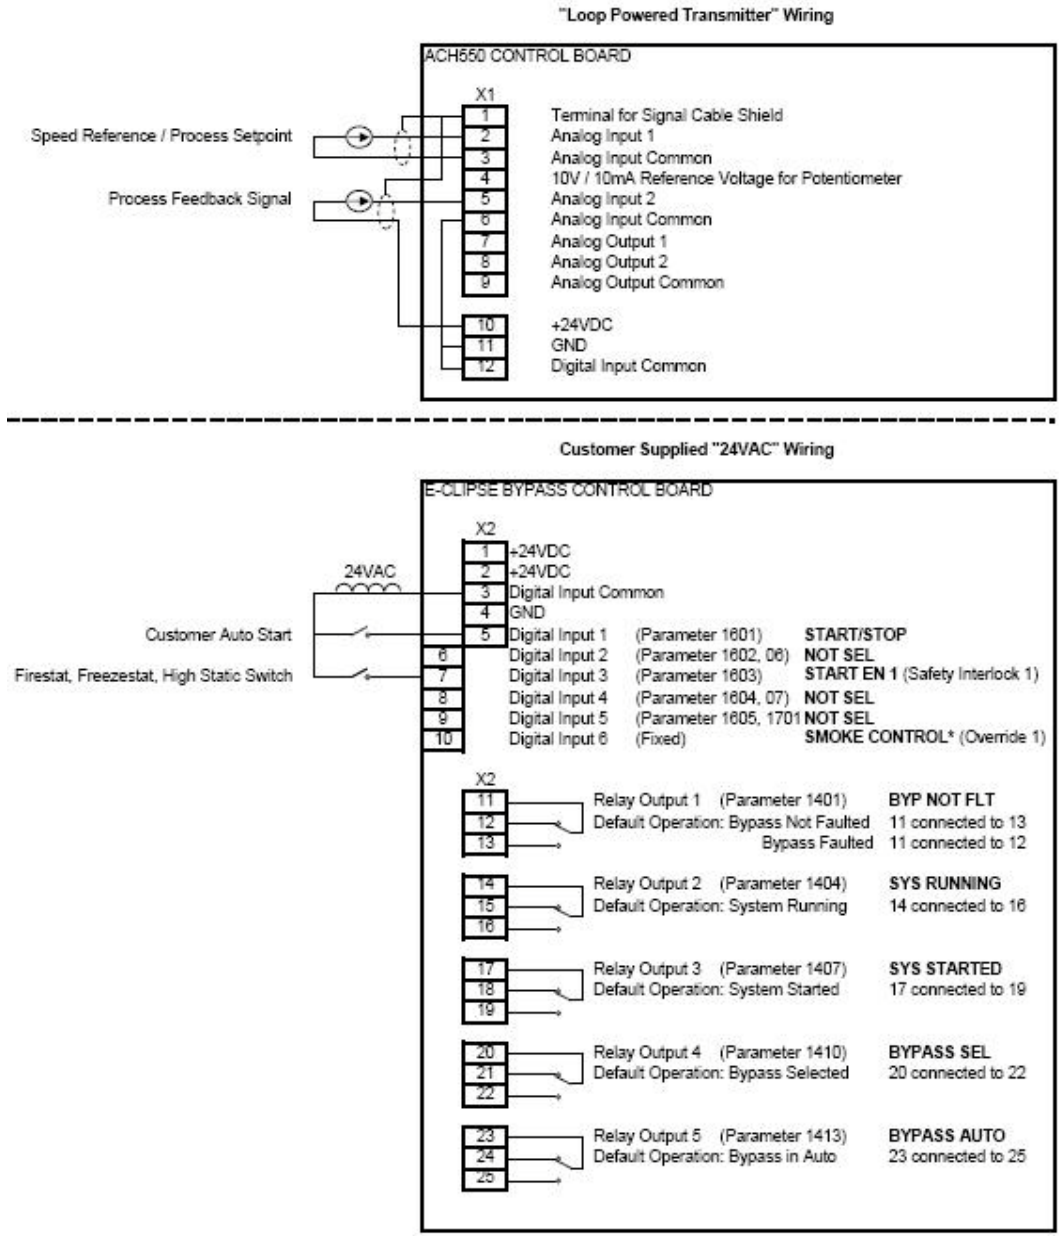 "Loop Powered Transmitter" Wiring
ACH550 CONTROL BOARD
X1
1 Terminal for Signal Cable Shield
Speed Reference / Process Setpoint 2 Analog Input 1
3 Analog Input Common
4 10V / 10mA Reference Voltage for Potentiometer
Process Feedback Signal 5 Analog Input 2
6 Analog Input Common
7 Analog Output 1
8 Analog Output 2
9 Analog Output Common
10 +24VDC
11 GND
12 Digital Input Common
Customer Supplied "24VAC" Wiring
E-CLIPSE BYPASS CONTROL BOARD
X2
1 +24VDC
24VAC 2 +24VDC
3 Digital Input Common
4 GND
Customer Auto Start 5 Digital Input 1 (Parameter 1601) START/STOP
6 Digital Input 2 (Parameter 1602, 06) NOT SEL
Firestat, Freezestat, High Static Switch 7 Digital Input 3 (Parameter 1603) START EN 1 (Safety Interlock 1)
8 Digital Input 4 (Parameter 1604, 07) NOT SEL
9 Digital Input 5 (Parameter 1605, 1701 NOT SEL
10 Digital Input 6 (Fixed) SMOKE CONTROL* (Override 1)
X2
11 Relay Output 1 (Parameter 1401) BYP NOT FLT
12 Default Operation: Bypass Not Faulted 11 connected to 13
13 Bypass Faulted 11 connected to 12
14 Relay Output 2 (Parameter 1404) SYS RUNNING
15 Default Operation: System Running 14 connected to 16
16
17 Relay Output 3 (Parameter 1407) SYS STARTED
18 Default Operation: System Started 17 connected to 19
19
20 Relay Output 4 (Parameter 1410) BYPASS SEL
21 Default Operation: Bypass Selected 20 connected to 22
22
23 Relay Output 5 (Parameter 1413) BYPASS AUTO
24 Default Operation: Bypass in Auto 23 connected to 25
25